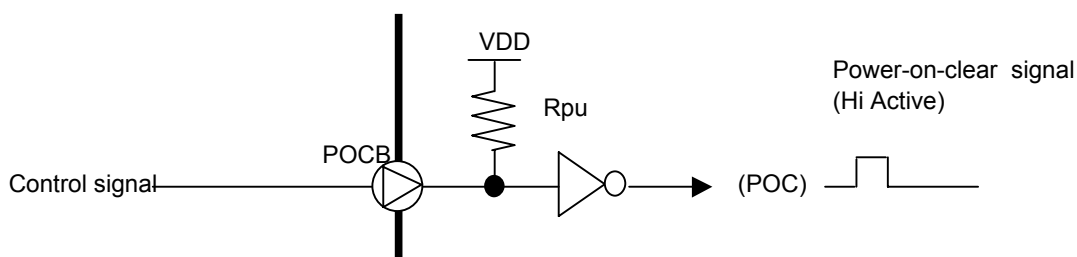 VDD
Power-on-clear signal
(Hi Active)
Rpu
POCB
Control signal
(POC)